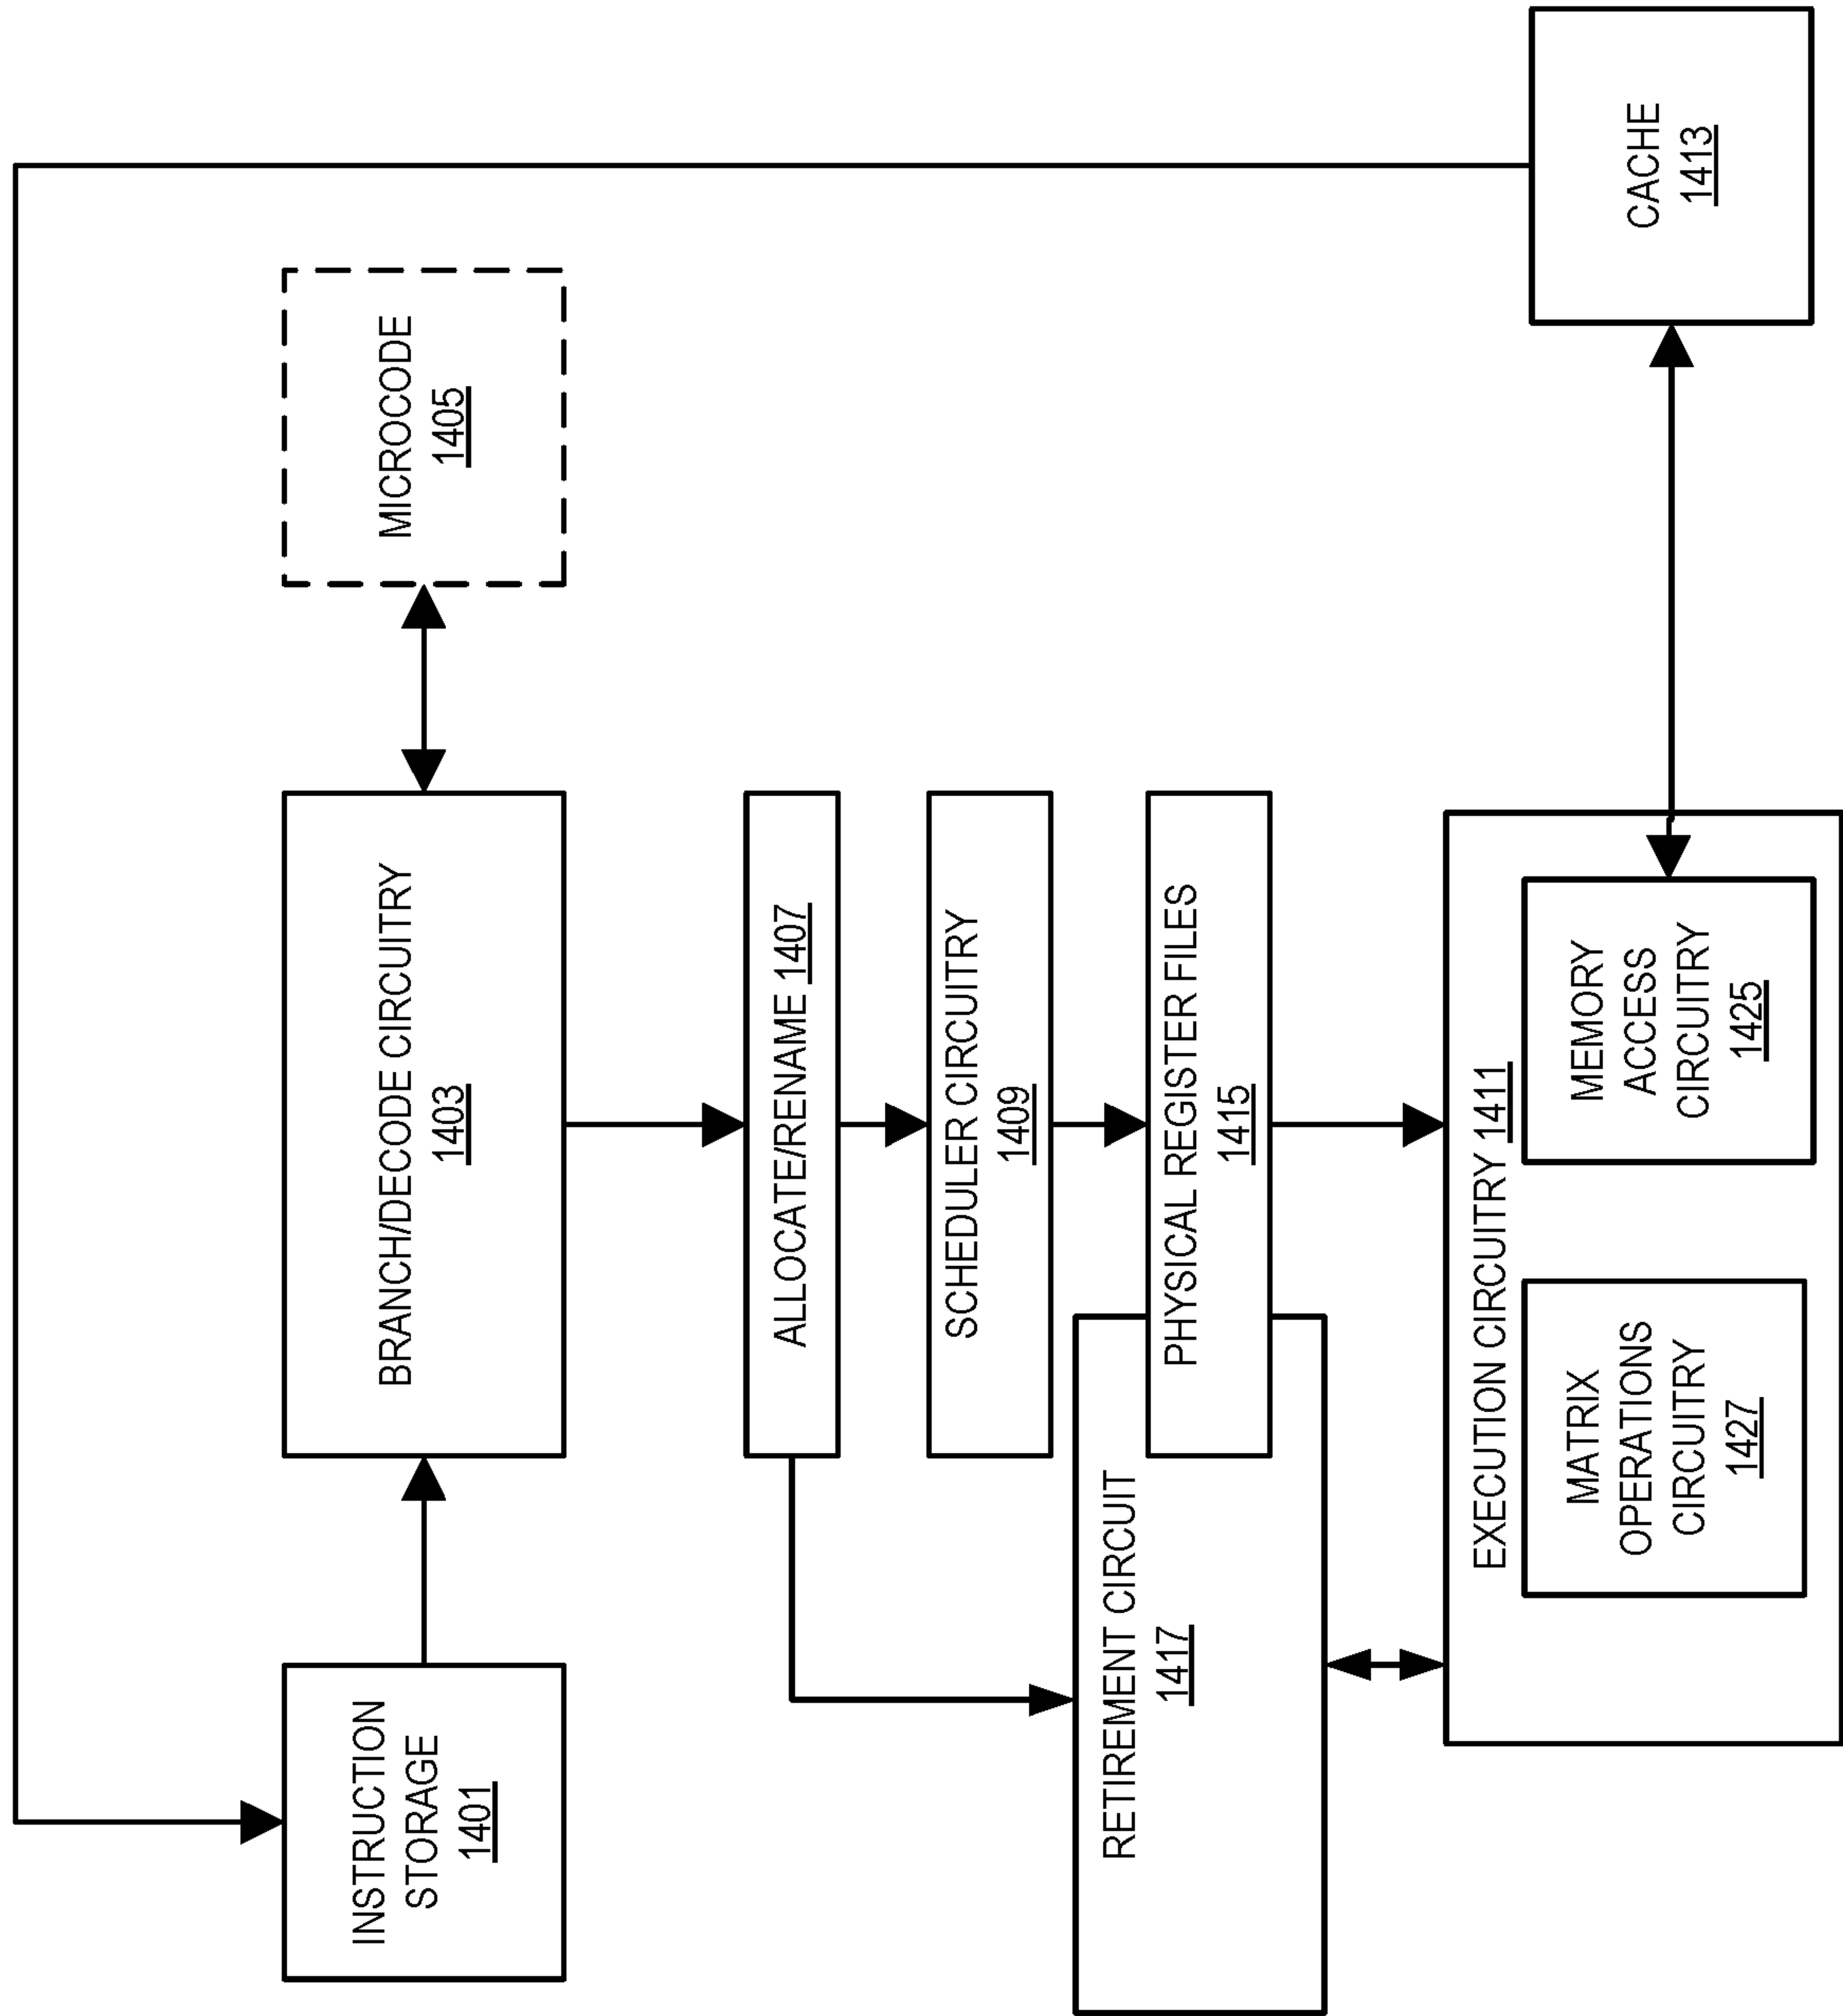 INSTRUCTION
STORAGE
1401
BRANCH/DECODE CIRCUITRY
1403
MICROCODE
1405
ALLOCATE/RENAME 1407
SCHEDULER CIRCUITRY
1409
PHYSICAL REGISTER FILES
1415
RETIREMENT CIRCUIT
1417
EXECUTION CIRCUITRY 1411
MATRIX
OPERATIONS
CIRCUITRY
1427
MEMORY
ACCESS
CIRCUITRY
1425
CACHE
1413